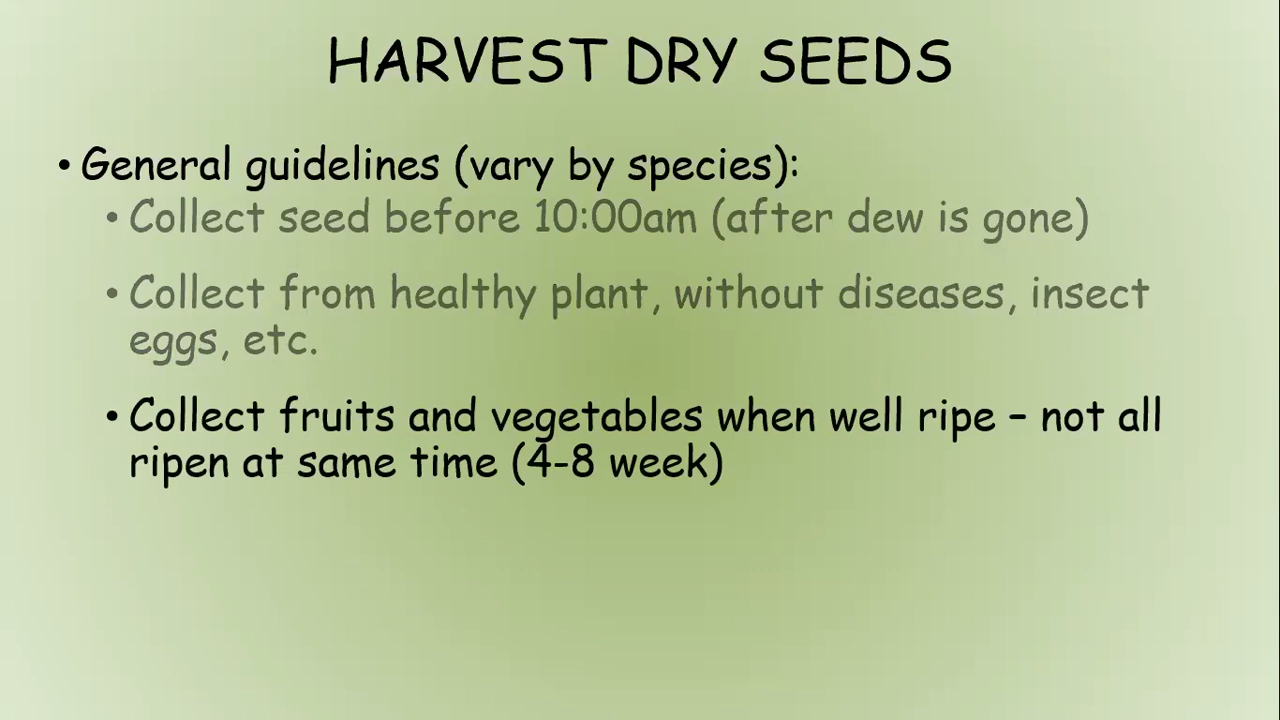 HARVEST DRY SEEDS
• General guidelines (vary by species):
• Collect seed before 10:00am (after dew is gone)
• Collect from healthy plant, without diseases, insect
eggs, etc.
• Collect fruits and vegetables when well ripe – not all
ripen at same time (4-8 week)